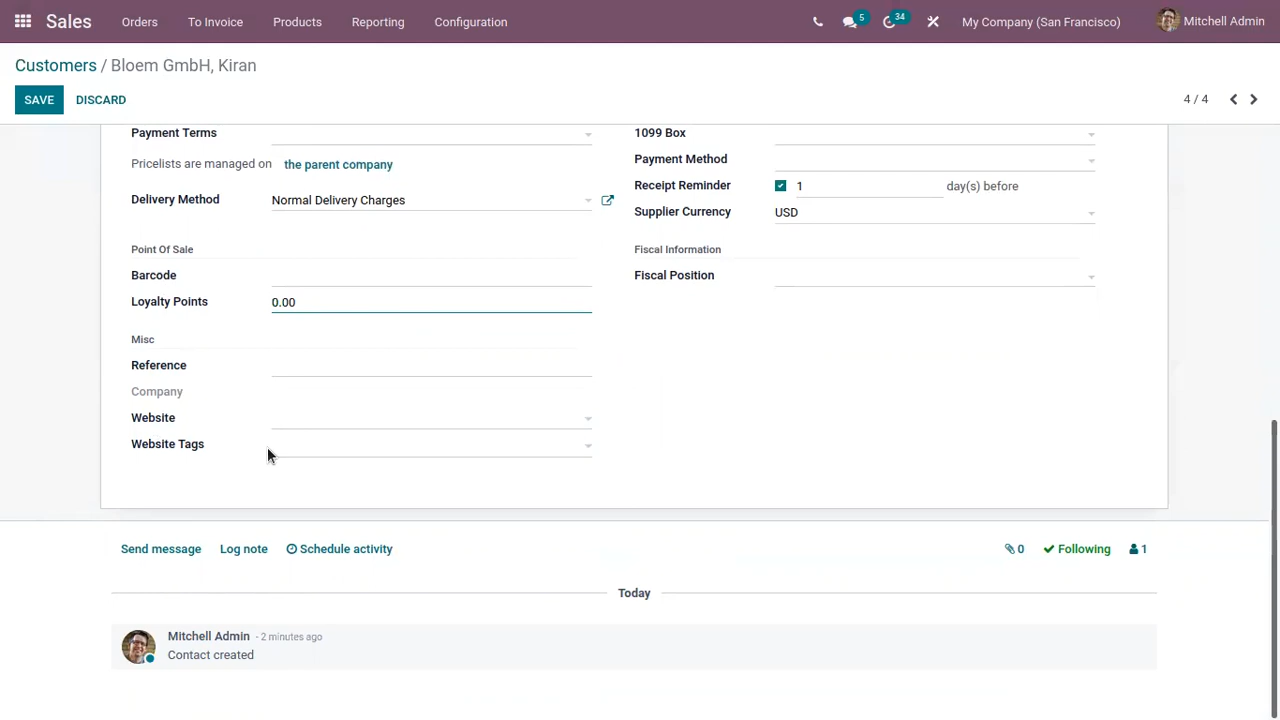 Sales Orders To Invoice Products Reporting Configuration 5 34 My Company (San Francisco) Mitchell Admin
Customers / Bloem GmbH, Kiran
SAVE DISCARD 4 / 4
Payment Terms 1099 Box
Pricelists are managed on the parent company Payment Method
Receipt Reminder 1 day(s) before
Delivery Method Normal Delivery Charges
Supplier Currency USD
Point Of Sale Fiscal Information
Barcode Fiscal Position
Loyalty Points 0.00
Misc
Reference
Company
Website
Website Tags
Send message Log note Schedule activity 0 Following 1
Today
Mitchell Admin - 2 minutes ago
Contact created